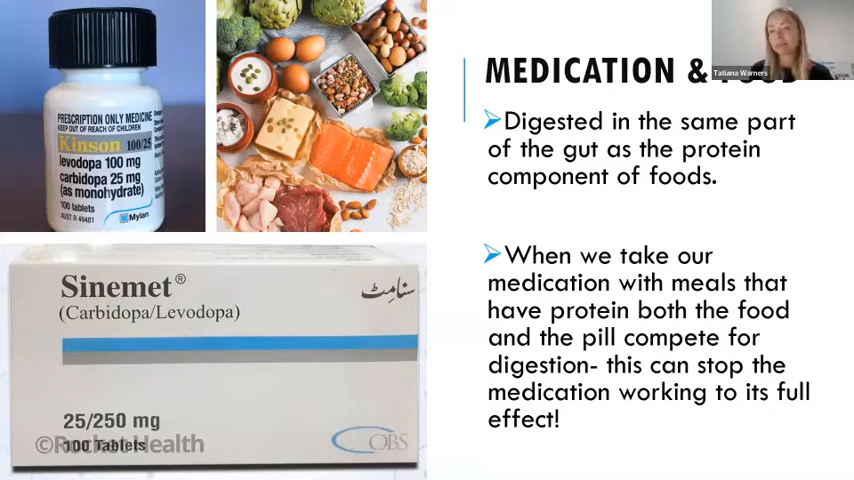 PRESCRIPTION ONLY MEDICINE
KEEP OUT OF REACH OF CHILDREN
Kinson 100/25
levodopa 100 mg
carbidopa 25 mg
(as monohydrate)
100 tablets
AUST R 49481
Mylan
Sinemet®
سنامِٹ
(Carbidopa/Levodopa)
25/250 mg
100 Tablets
©Rocket Health
OBS
MEDICATION &
Tatiana Warners
➢Digested in the same part
of the gut as the protein
component of foods.
➢When we take our
medication with meals that
have protein both the food
and the pill compete for
digestion- this can stop the
medication working to its full
effect!